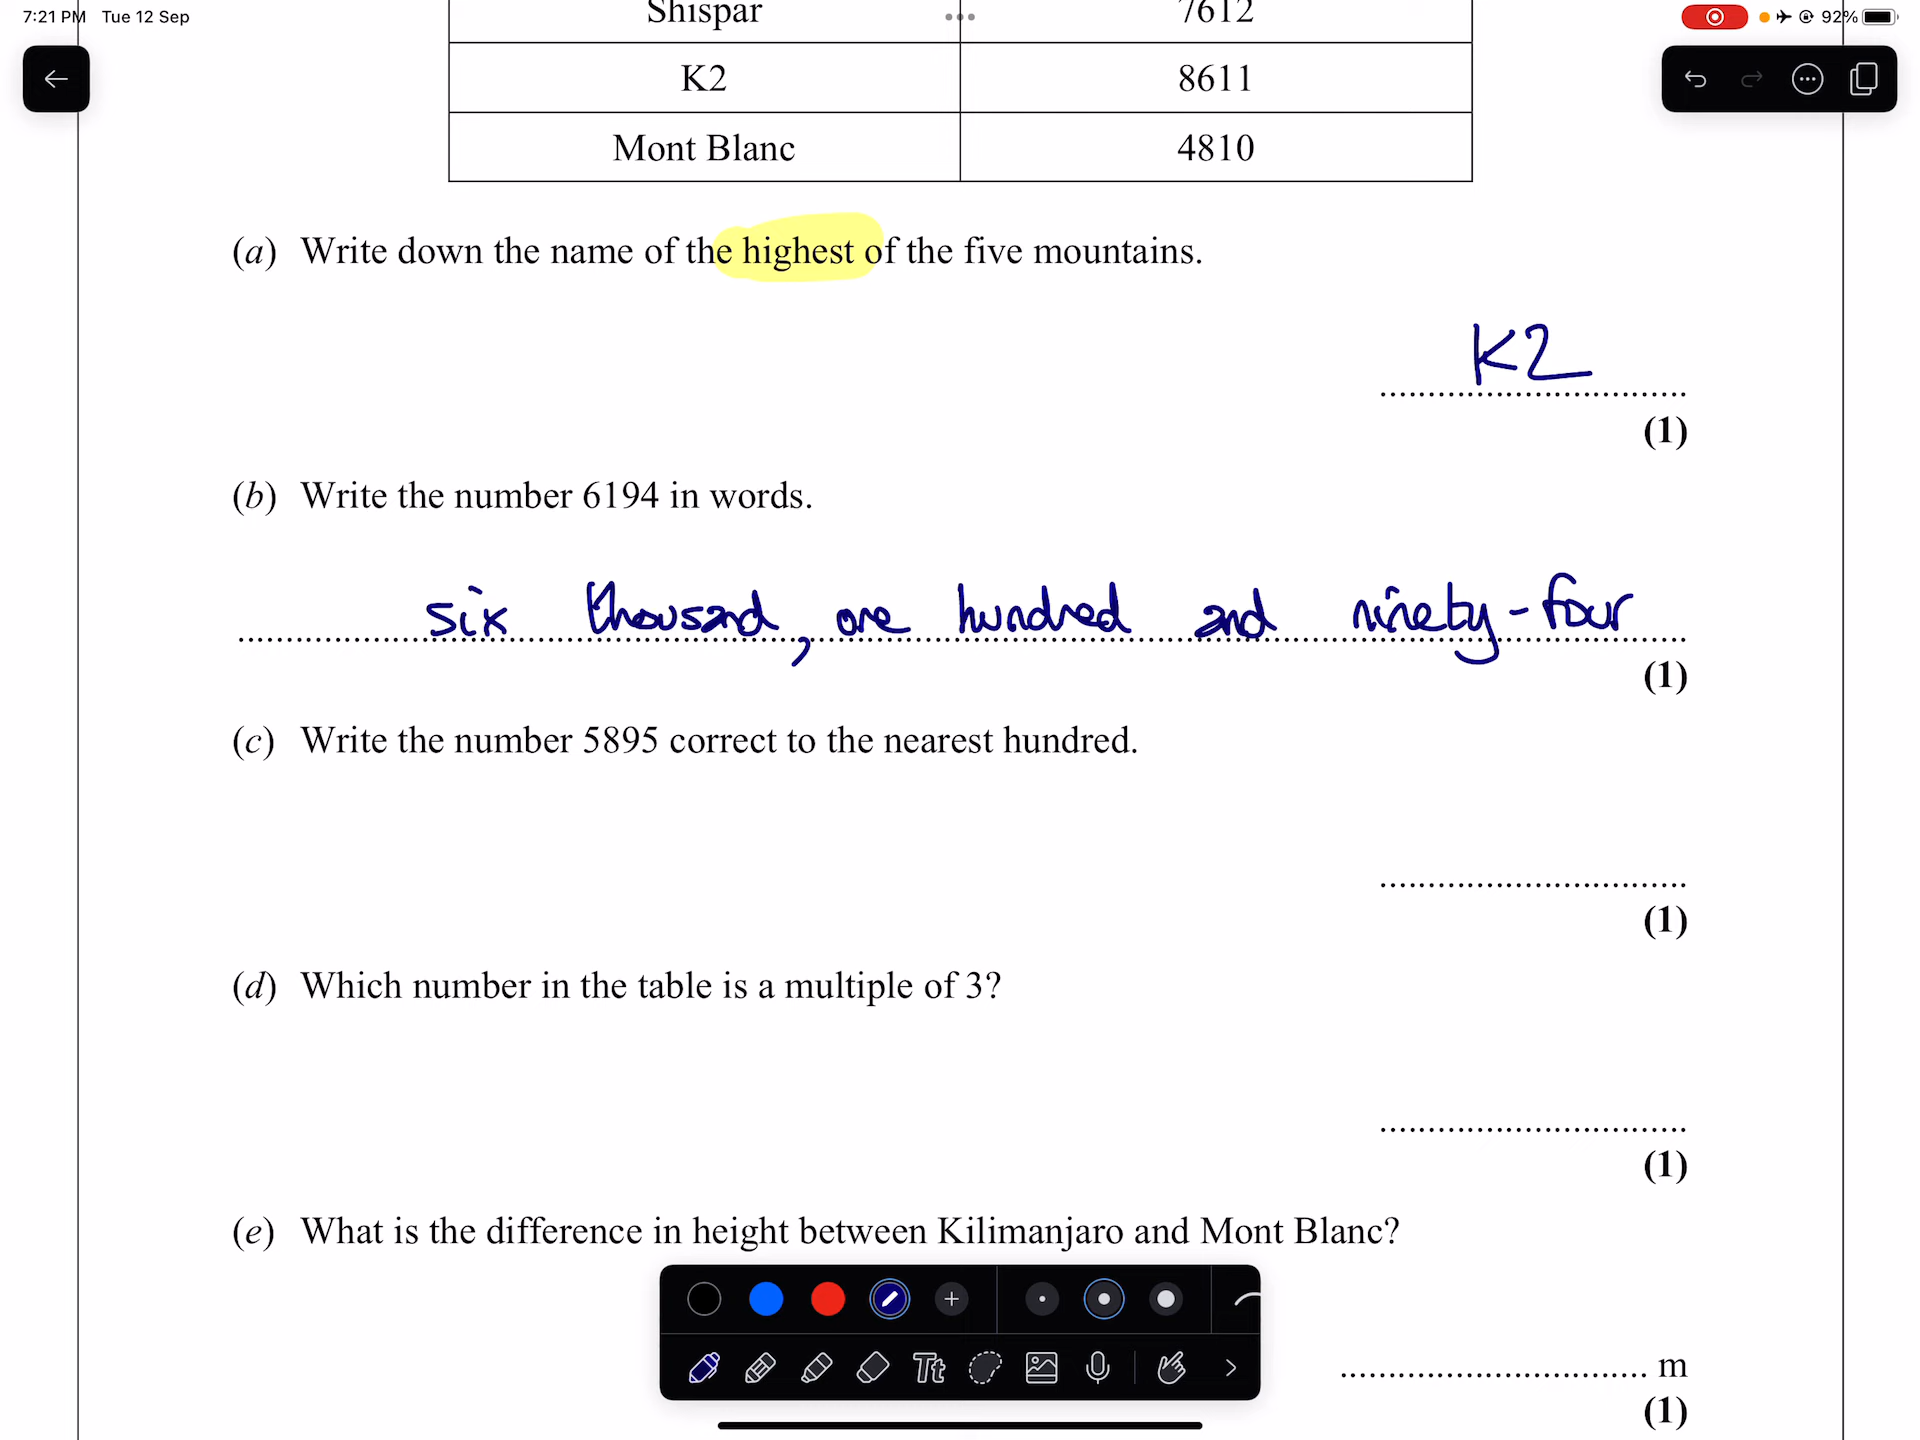 7:21 PM Tue 12 Sep
92%
Shispar 7612
K2 8611
Mont Blanc 4810
(a) Write down the name of the highest of the five mountains.
K2
(1)
(b) Write the number 6194 in words.
six thousand, one hundred and ninety-four
(1)
(c) Write the number 5895 correct to the nearest hundred.
(1)
(d) Which number in the table is a multiple of 3?
(1)
(e) What is the difference in height between Kilimanjaro and Mont Blanc?
Tt
m
(1)